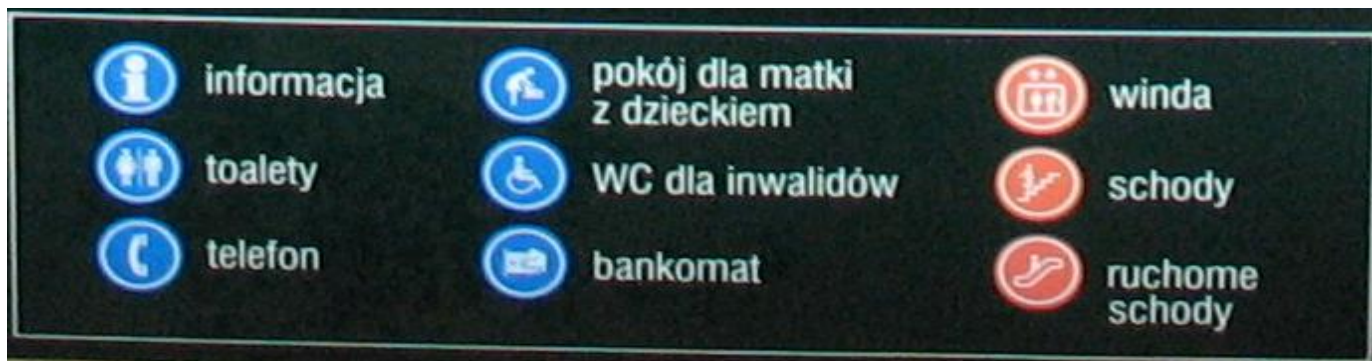 informacja
toalety
telefon
pokój dla matki
z dzieckiem
WC dla inwalidów
bankomat
winda
schody
ruchome
schody